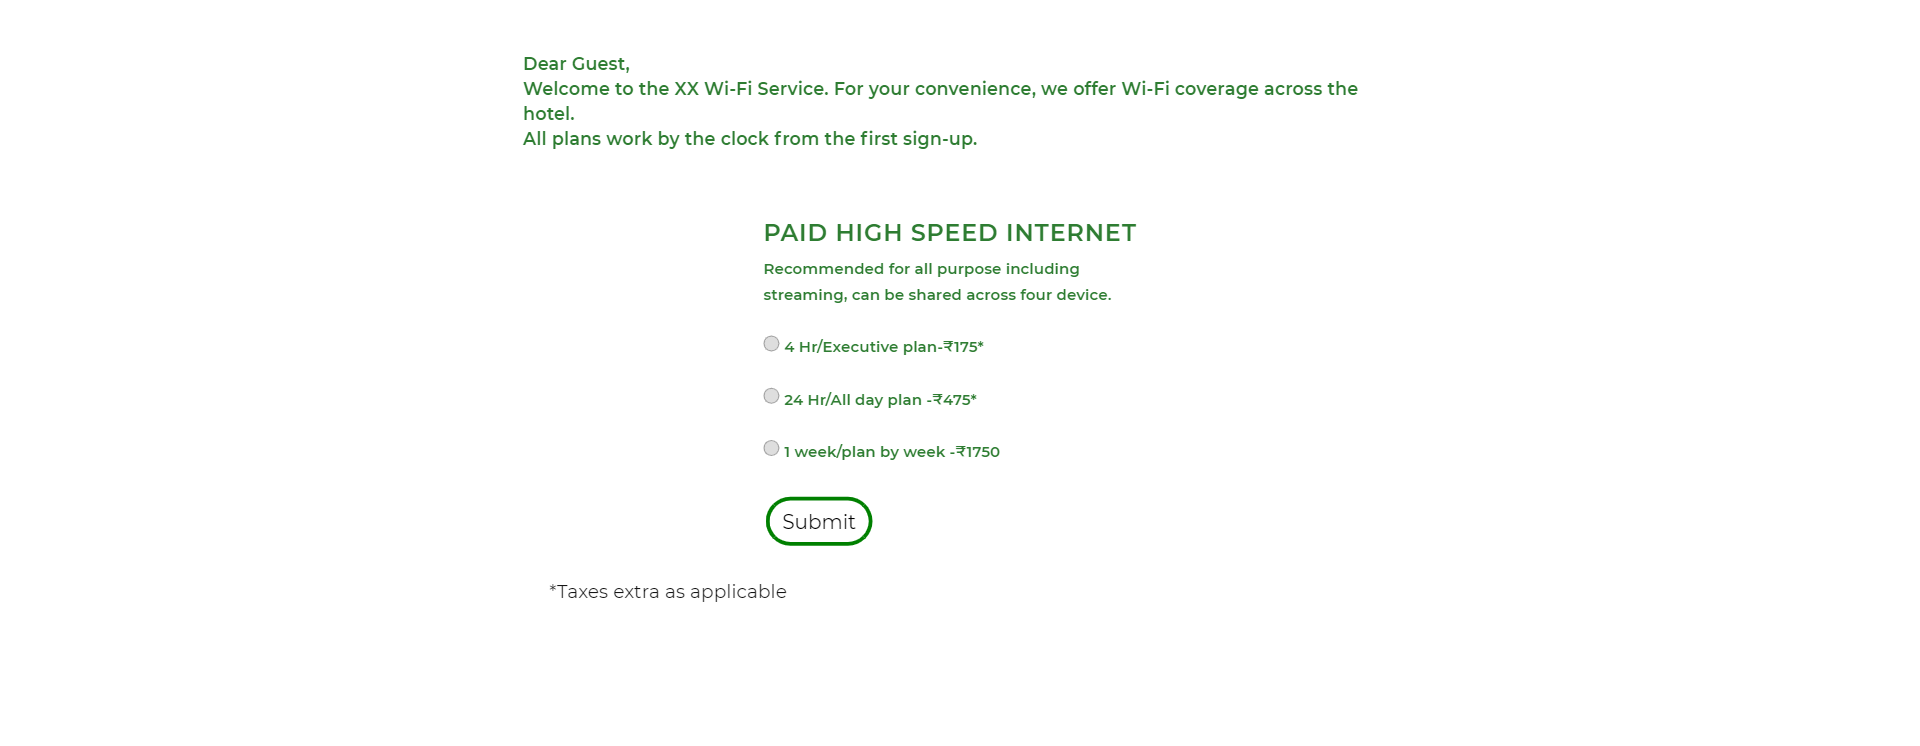 Dear Guest,
Welcome to the XX Wi-Fi Service. For your convenience, we offer Wi-Fi coverage across the
hotel.
All plans work by the clock from the first sign-up.
PAID HIGH SPEED INTERNET
Recommended for all purpose including
streaming, can be shared across four device.
4 Hr/Executive plan-₹175*
24 Hr/All day plan -₹475*
1 week/plan by week -₹1750
Submit
*Taxes extra as applicable